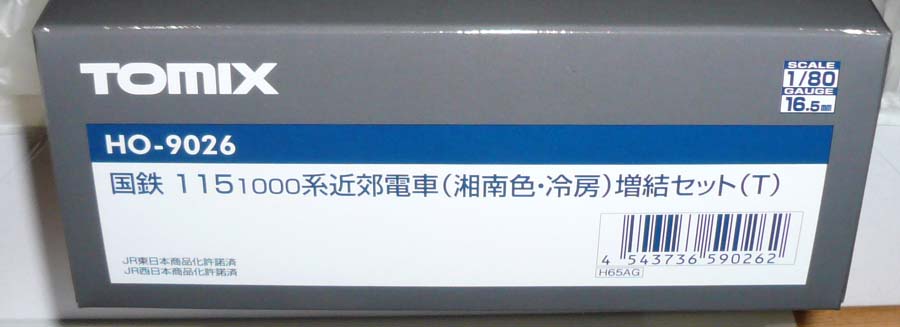 TOMIX
SCALE
1/80
GAUGE
16.5mm
HO-9026
国鉄 1151000系近郊電車(湘南色・冷房)増結セット(T)
4 543736 590262
H65AG
JR東日本商品化許諾済
JR西日本商品化許諾済